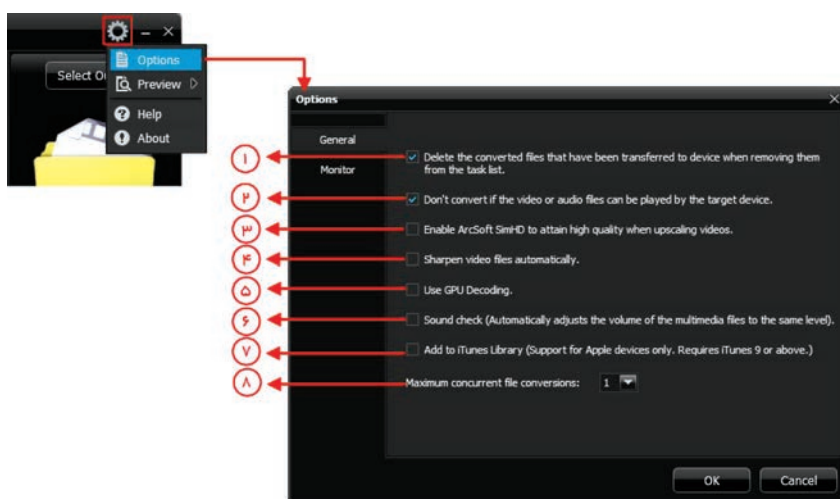 Select Ou
Options
Preview
Help
About
Options
General
Monitor
۱
Delete the converted files that have been transferred to device when removing them
from the task list.
۲
Don't convert if the video or audio files can be played by the target device.
۳
Enable ArcSoft SimHD to attain high quality when upscaling videos.
۴
Sharpen video files automatically.
۵
Use GPU Decoding.
۶
Sound check (Automatically adjusts the volume of the multimedia files to the same level).
۷
Add to iTunes Library (Support for Apple devices only. Requires iTunes 9 or above.)
۸
Maximum concurrent file conversions: 1
OK Cancel